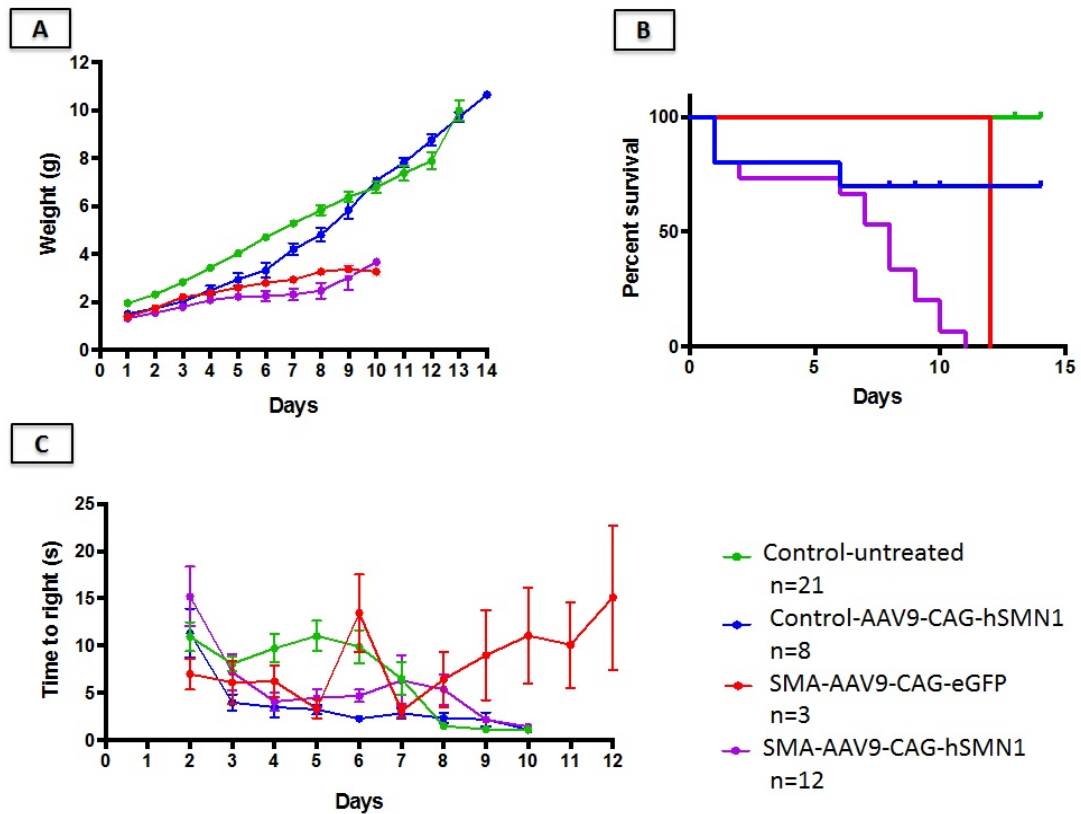 A
B
12
10
8
6
4
2
0
Weight (g)
0 1 2 3 4 5 6 7 8 9 10 11 12 13 14
Days
100
50
0
Percent survival
0 5 10 15
Days
C
25
20
15
10
5
0
Time to right (s)
0 1 2 3 4 5 6 7 8 9 10 11 12
Days
Control-untreated
n=21
Control-AAV9-CAG-hSMN1
n=8
SMA-AAV9-CAG-eGFP
n=3
SMA-AAV9-CAG-hSMN1
n=12